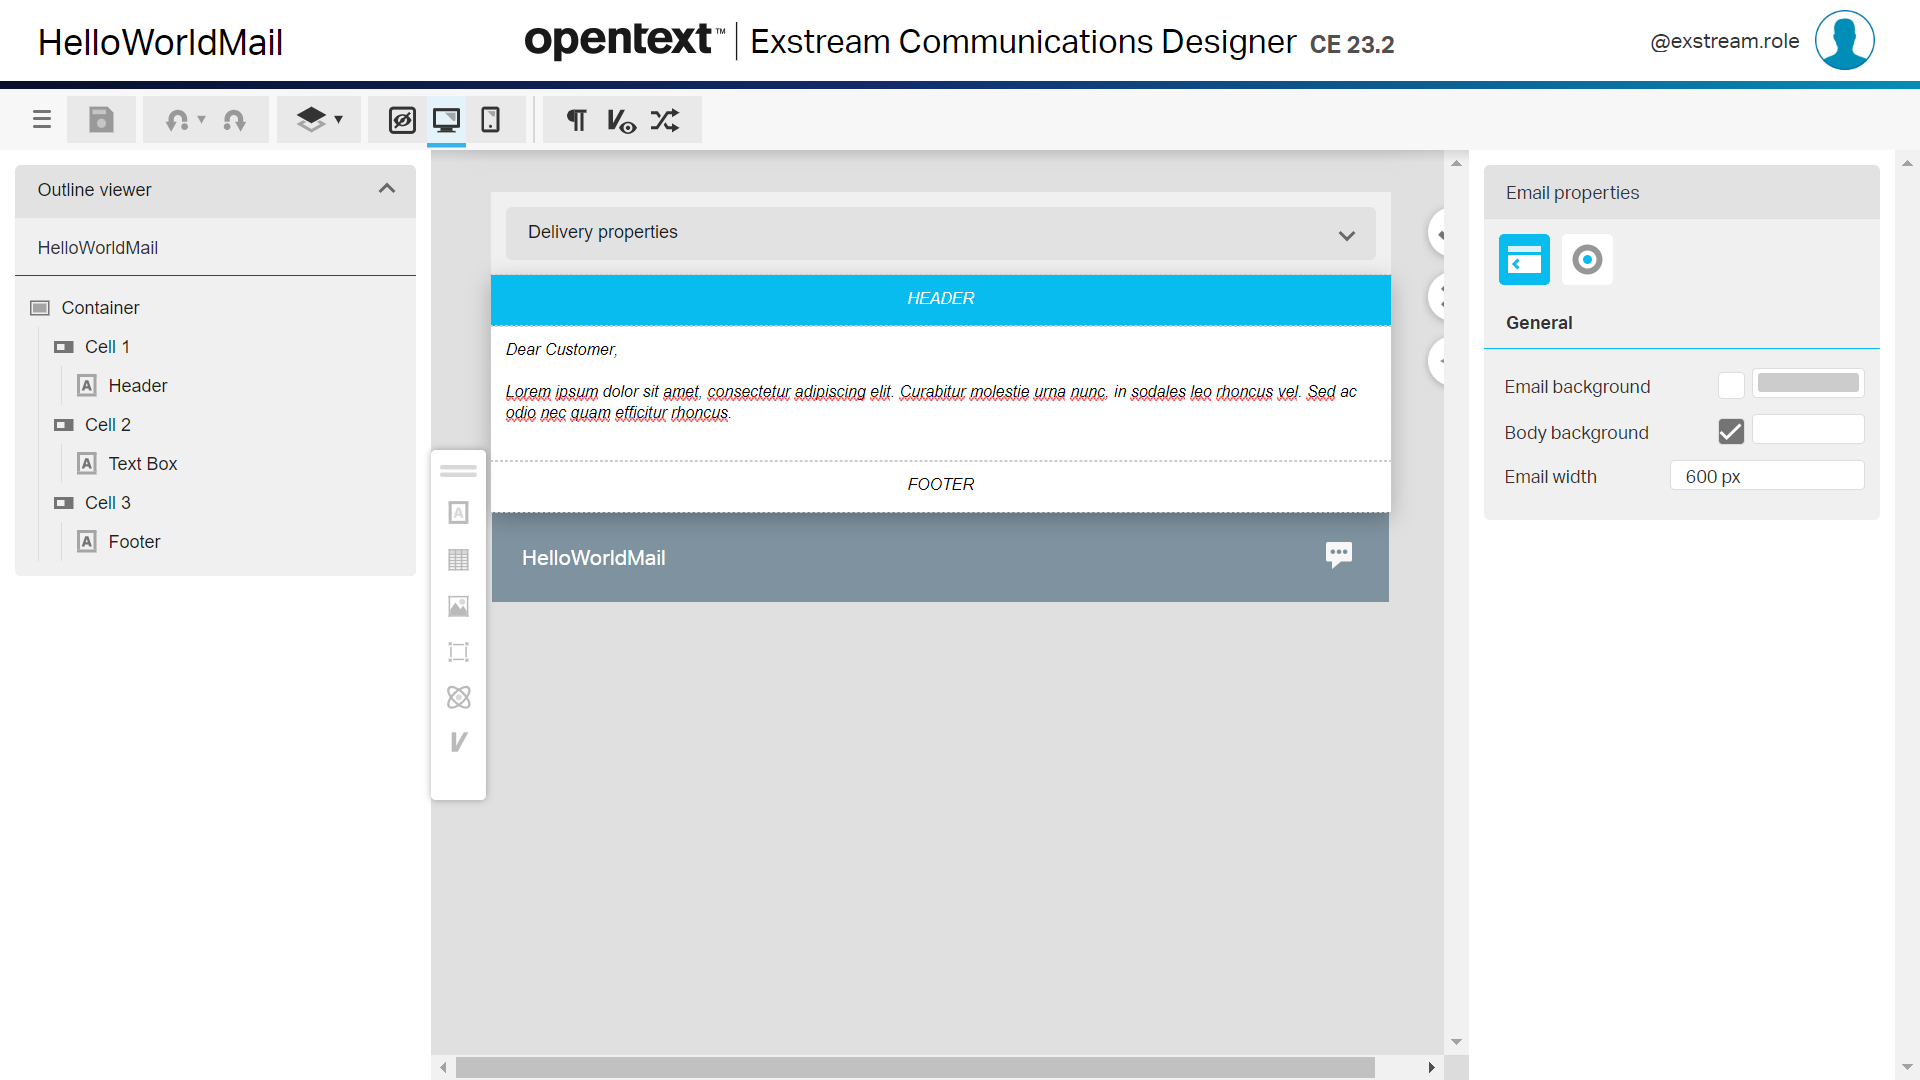 HelloWorldMail
opentext™ Exstream Communications Designer CE 23.2
@exstream.role
Outline viewer
HelloWorldMail
Container
Cell 1
A Header
Cell 2
A Text Box
Cell 3
A Footer
Delivery properties
HEADER
Dear Customer,
Lorem ipsum dolor sit amet, consectetur adipiscing elit. Curabitur molestie urna nunc, in sodales leo rhoncus vel. Sed ac
odio nec quam efficitur rhoncus.
FOOTER
HelloWorldMail
A
V
Email properties
General
Email background
Body background
Email width 600 px